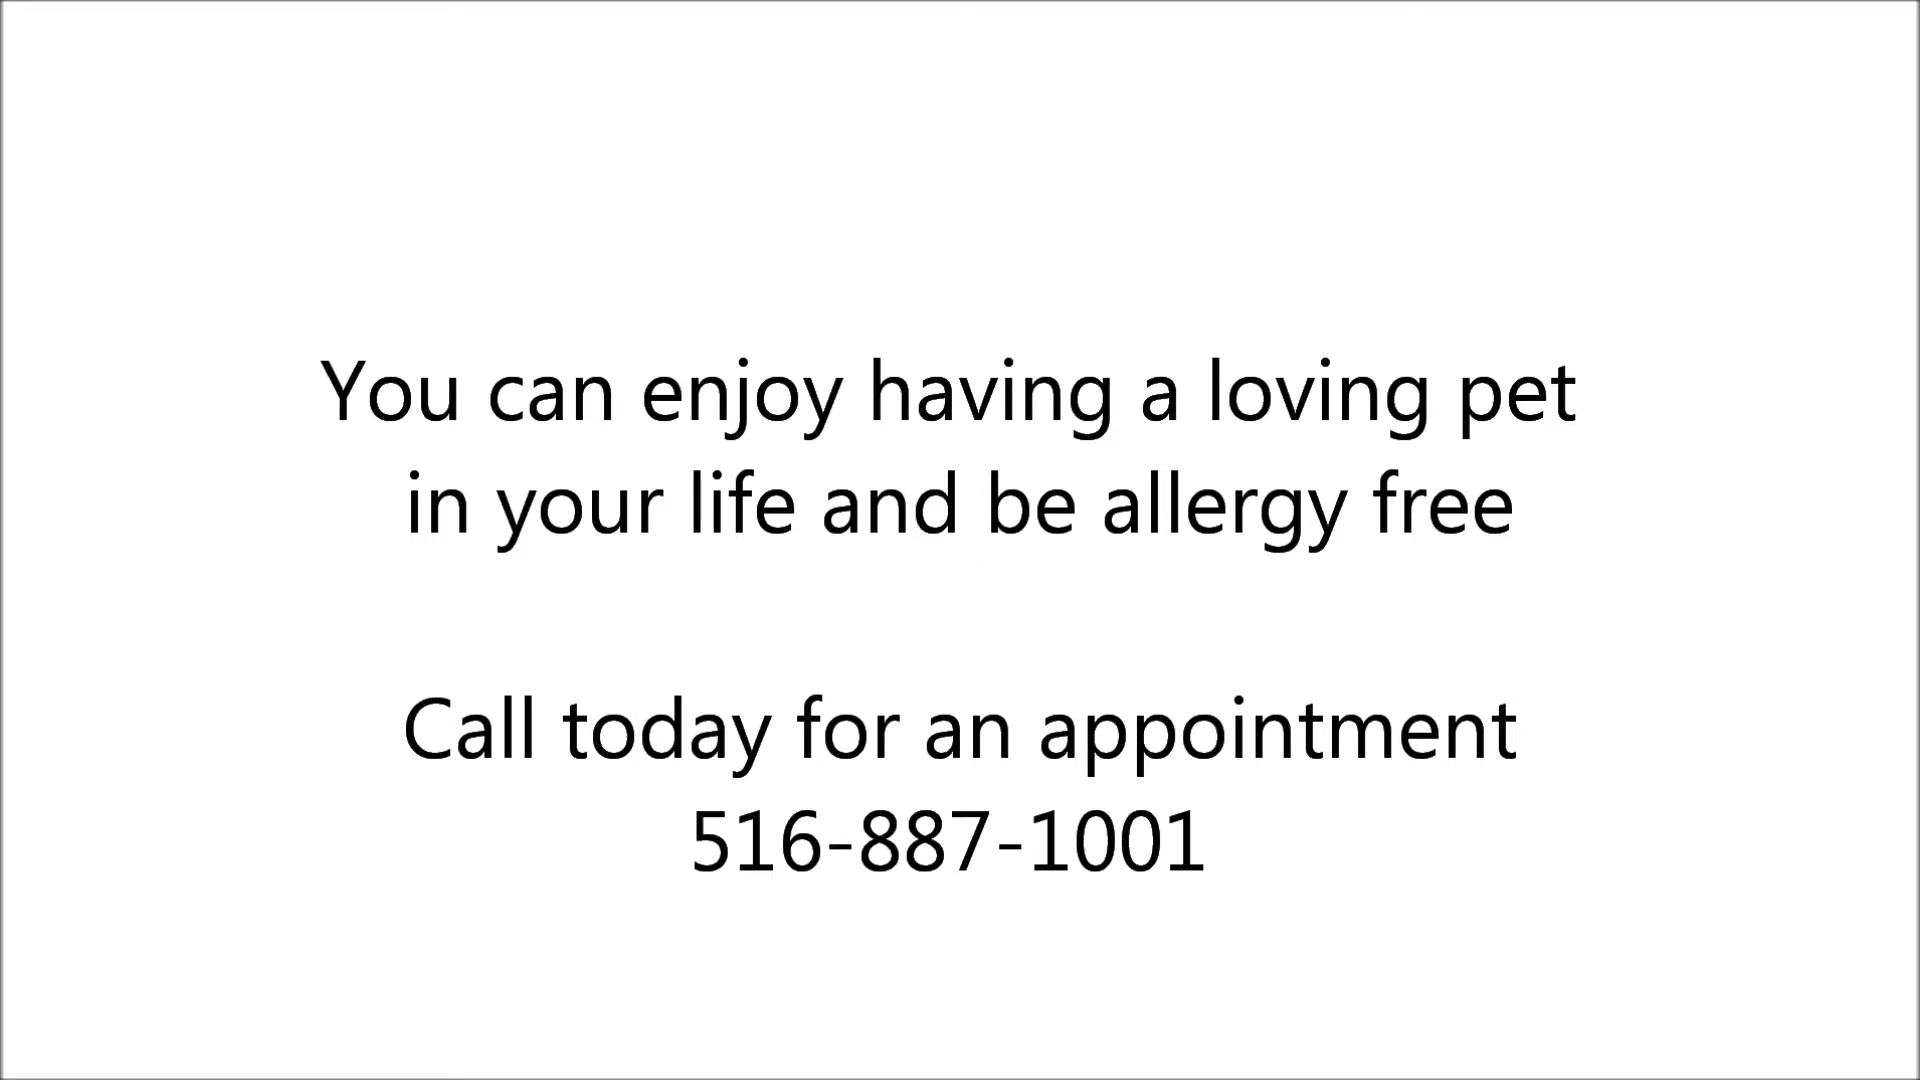 You can enjoy having a loving pet
in your life and be allergy free
Call today for an appointment
516-887-1001